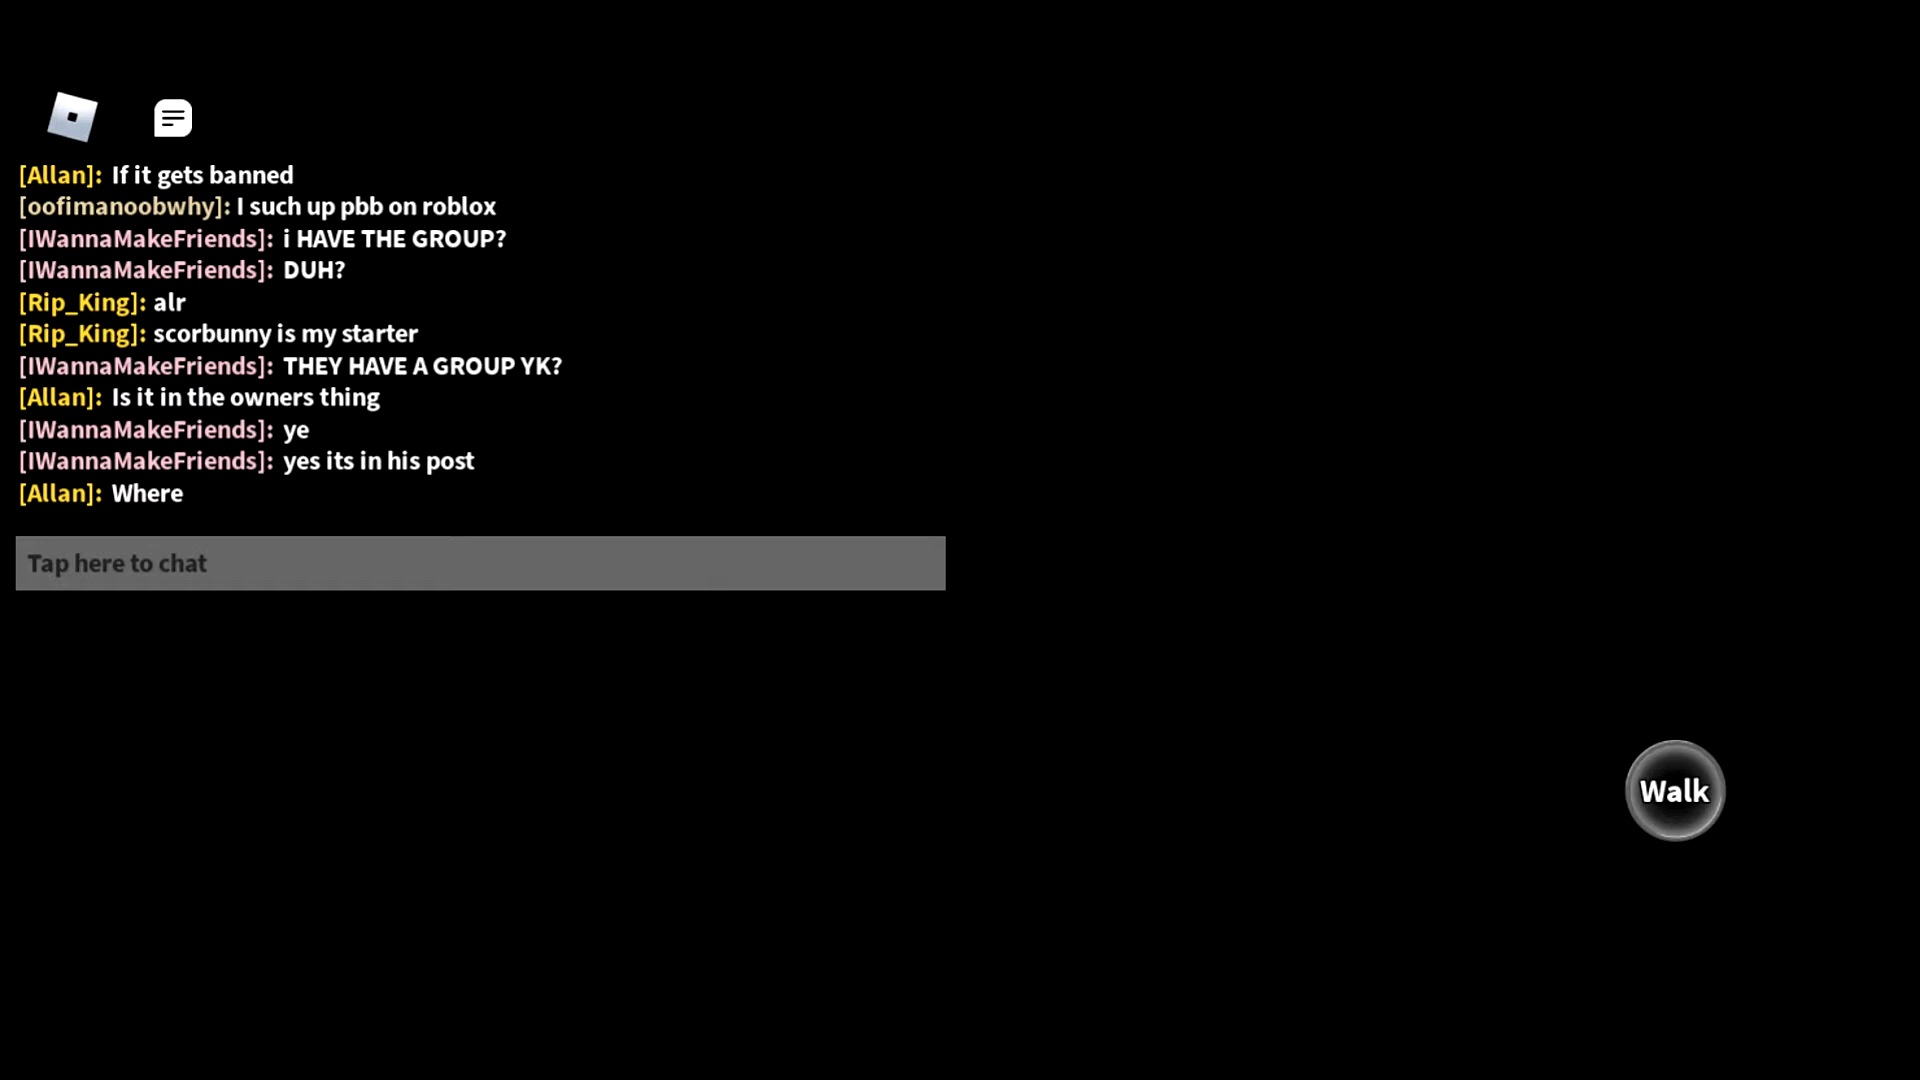 [Allan]: If it gets banned
[oofimanoobwhy]: I such up pbb on roblox
[IWannaMakeFriends]: i HAVE THE GROUP?
[IWannaMakeFriends]: DUH?
[Rip_King]: alr
[Rip_King]: scorbunny is my starter
[IWannaMakeFriends]: THEY HAVE A GROUP YK?
[Allan]: Is it in the owners thing
[IWannaMakeFriends]: ye
[IWannaMakeFriends]: yes its in his post
[Allan]: Where
Tap here to chat
Walk